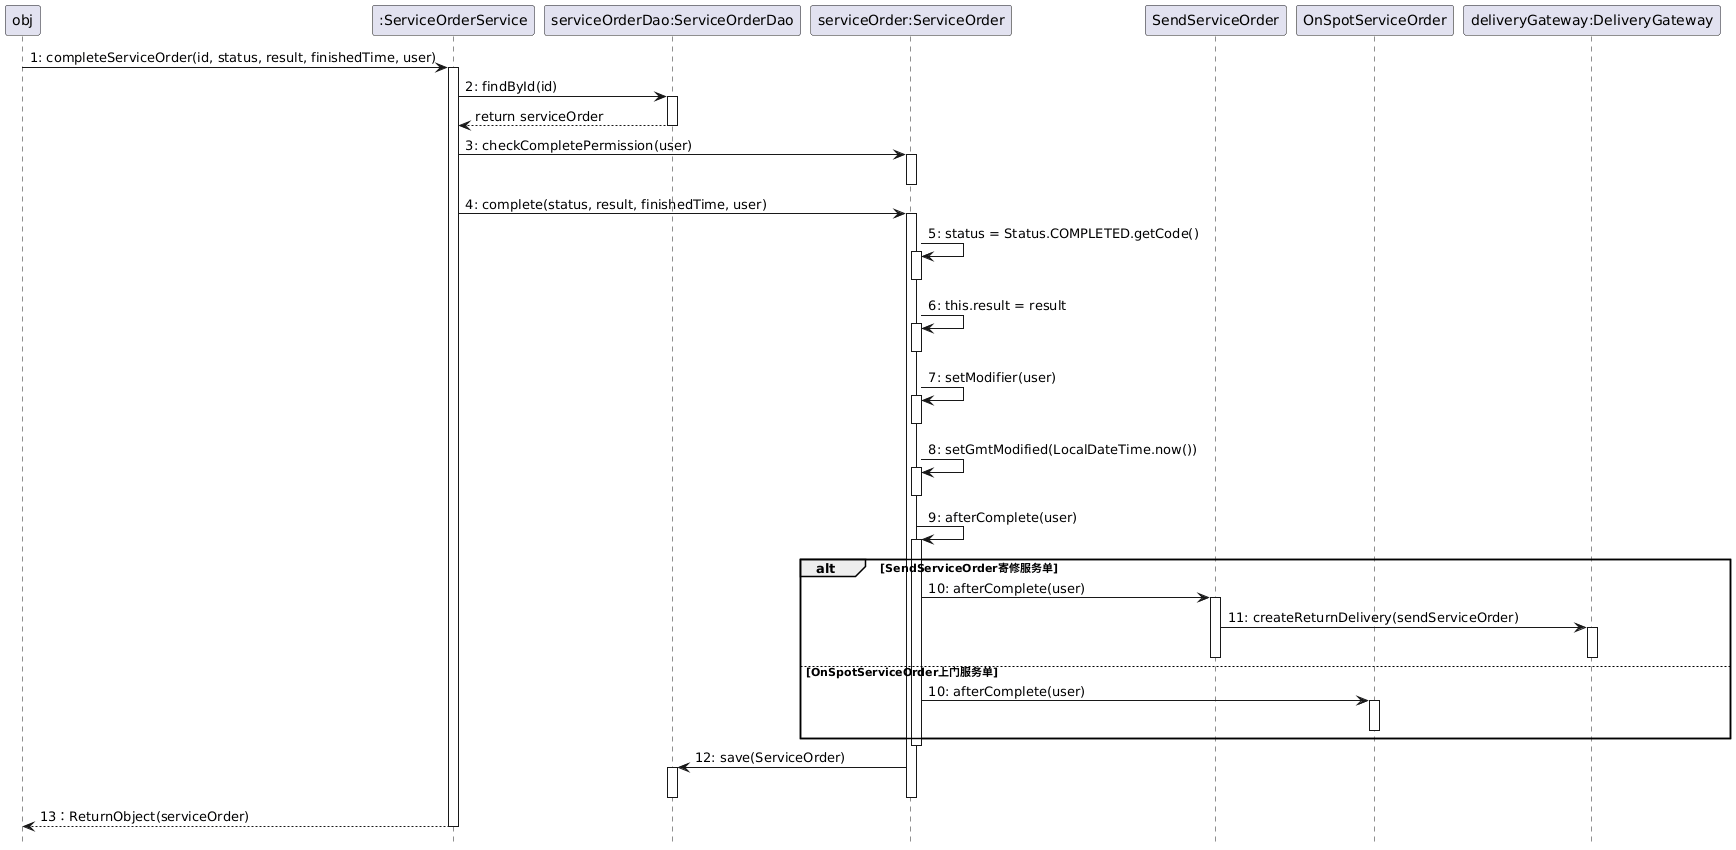 obj
:ServiceOrderService
serviceOrderDao:ServiceOrderDao
serviceOrder:ServiceOrder
SendServiceOrder
OnSpotServiceOrder
deliveryGateway:DeliveryGateway
1: completeServiceOrder(id, status, result, finishedTime, user)
2: findById(id)
return serviceOrder
3: checkCompletePermission(user)
4: complete(status, result, finishedTime, user)
5: status = Status.COMPLETED.getCode()
6: this.result = result
7: setModifier(user)
8: setGmtModified(LocalDateTime.now())
9: afterComplete(user)
alt
[SendServiceOrder寄修服务单]
10: afterComplete(user)
11: createReturnDelivery(sendServiceOrder)
[OnSpotServiceOrder上门服务单]
10: afterComplete(user)
12: save(ServiceOrder)
13：ReturnObject(serviceOrder)